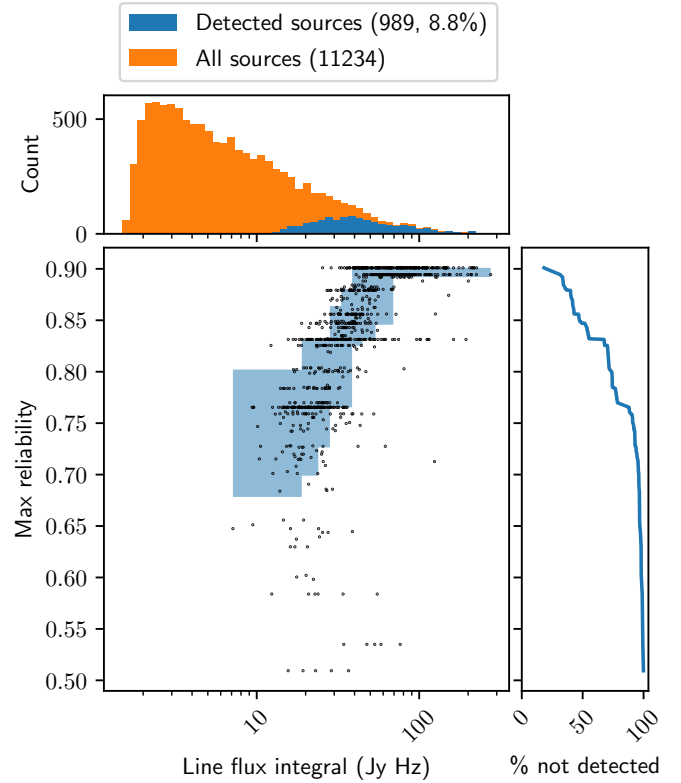 Detected sources (989, 8.8%)
All sources (11234)
500
0
Count
0.90
0.85
0.80
0.75
0.70
0.65
0.60
0.55
0.50
Max reliability
10
100
Line flux integral (Jy Hz)
0
50
100
% not detected